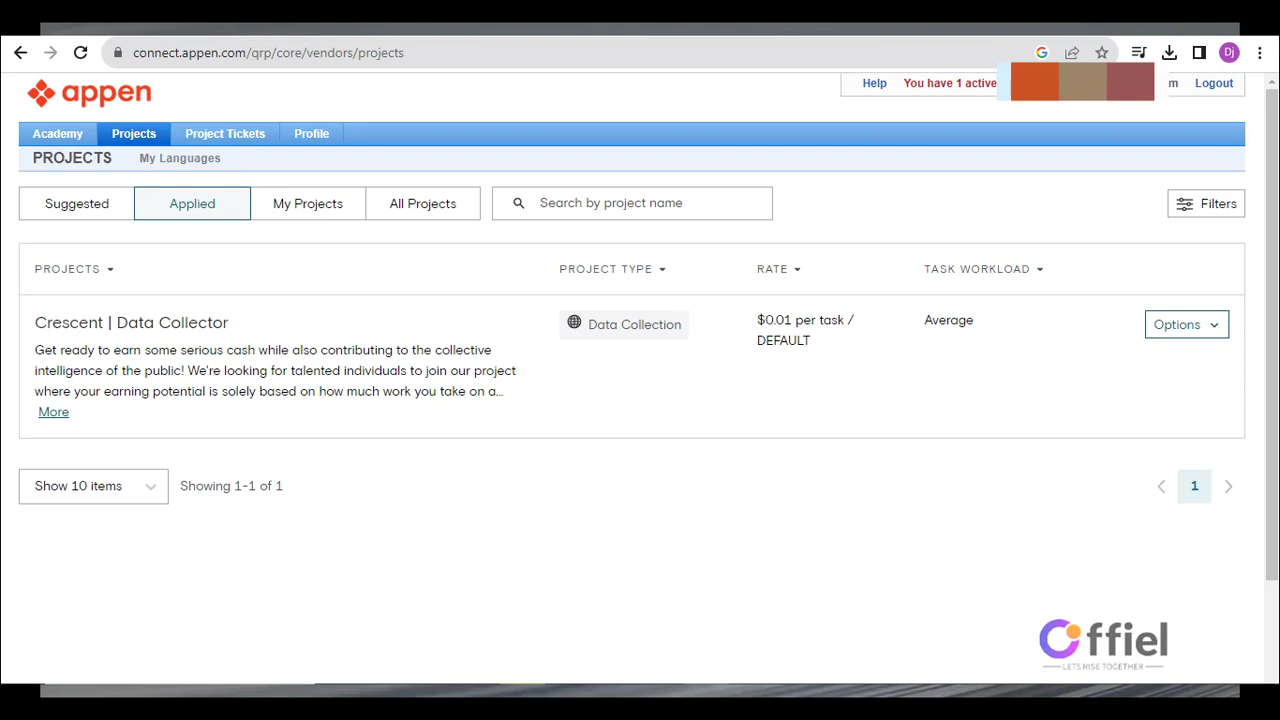 connect.appen.com/qrp/core/vendors/projects
Dj
appen
Help You have 1 active m Logout
Academy Projects Project Tickets Profile
PROJECTS My Languages
Suggested Applied My Projects All Projects Search by project name Filters
PROJECTS PROJECT TYPE RATE TASK WORKLOAD
Crescent | Data Collector Data Collection $0.01 per task / Average Options
DEFAULT
Get ready to earn some serious cash while also contributing to the collective
intelligence of the public! We're looking for talented individuals to join our project
where your earning potential is solely based on how much work you take on a...
More
Show 10 items Showing 1-1 of 1 1
Offiel
LETS RISE TOGETHER